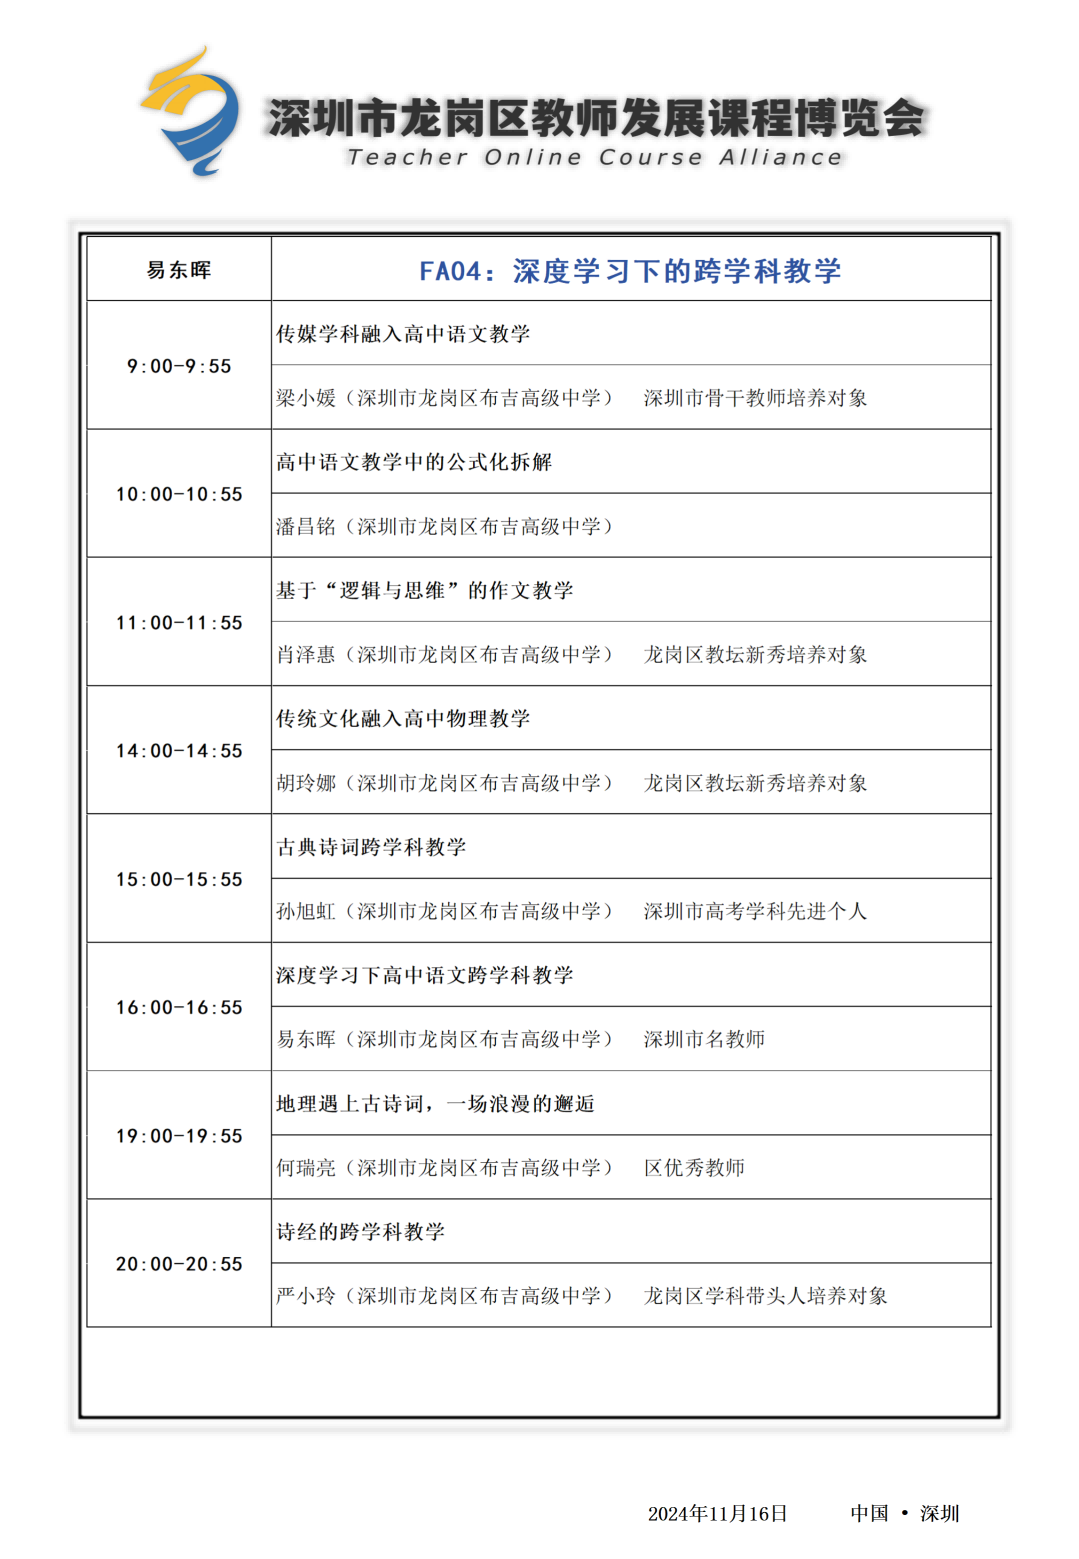 深圳市龙岗区教师发展课程博览会
Teacher Online Course Alliance
易东晖
FA04：深度学习下的跨学科教学
9:00-9:55
传媒学科融入高中语文教学
梁小媛（深圳市龙岗区布吉高级中学） 深圳市骨干教师培养对象
10:00-10:55
高中语文教学中的公式化拆解
潘昌铭（深圳市龙岗区布吉高级中学）
11:00-11:55
基于“逻辑与思维”的作文教学
肖泽惠（深圳市龙岗区布吉高级中学） 龙岗区教坛新秀培养对象
14:00-14:55
传统文化融入高中物理教学
胡玲娜（深圳市龙岗区布吉高级中学） 龙岗区教坛新秀培养对象
15:00-15:55
古典诗词跨学科教学
孙旭虹（深圳市龙岗区布吉高级中学） 深圳市高考学科先进个人
16:00-16:55
深度学习下高中语文跨学科教学
易东晖（深圳市龙岗区布吉高级中学） 深圳市名教师
19:00-19:55
地理遇上古诗词，一场浪漫的邂逅
何瑞亮（深圳市龙岗区布吉高级中学） 区优秀教师
20:00-20:55
诗经的跨学科教学
严小玲（深圳市龙岗区布吉高级中学） 龙岗区学科带头人培养对象
2024年11月16日 中国 • 深圳